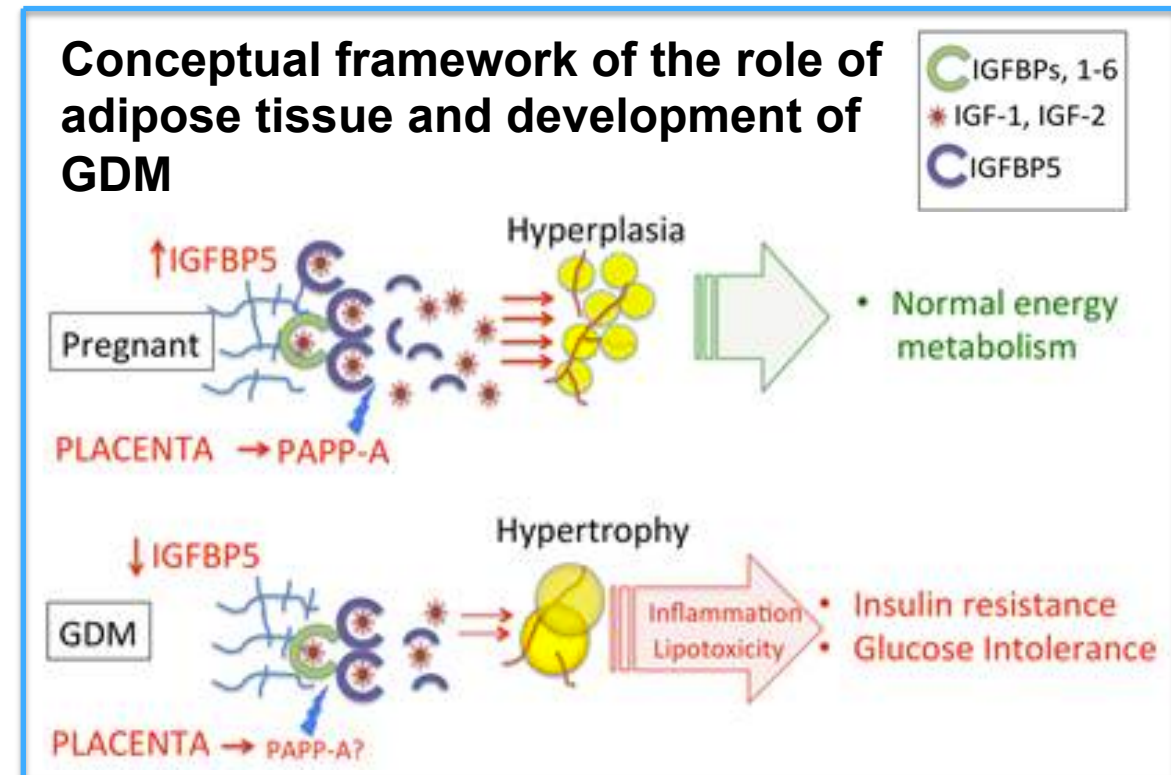 Conceptual framework of the role of
adipose tissue and development of
GDM
IGFBPs, 1-6
IGF-1, IGF-2
IGFBP5
↑IGFBP5
Hyperplasia
Pregnant
• Normal energy
metabolism
PLACENTA → PAPP-A
↓IGFBP5
Hypertrophy
GDM
Inflammation
Lipotoxicity
• Insulin resistance
• Glucose Intolerance
PLACENTA → PAPP-A?